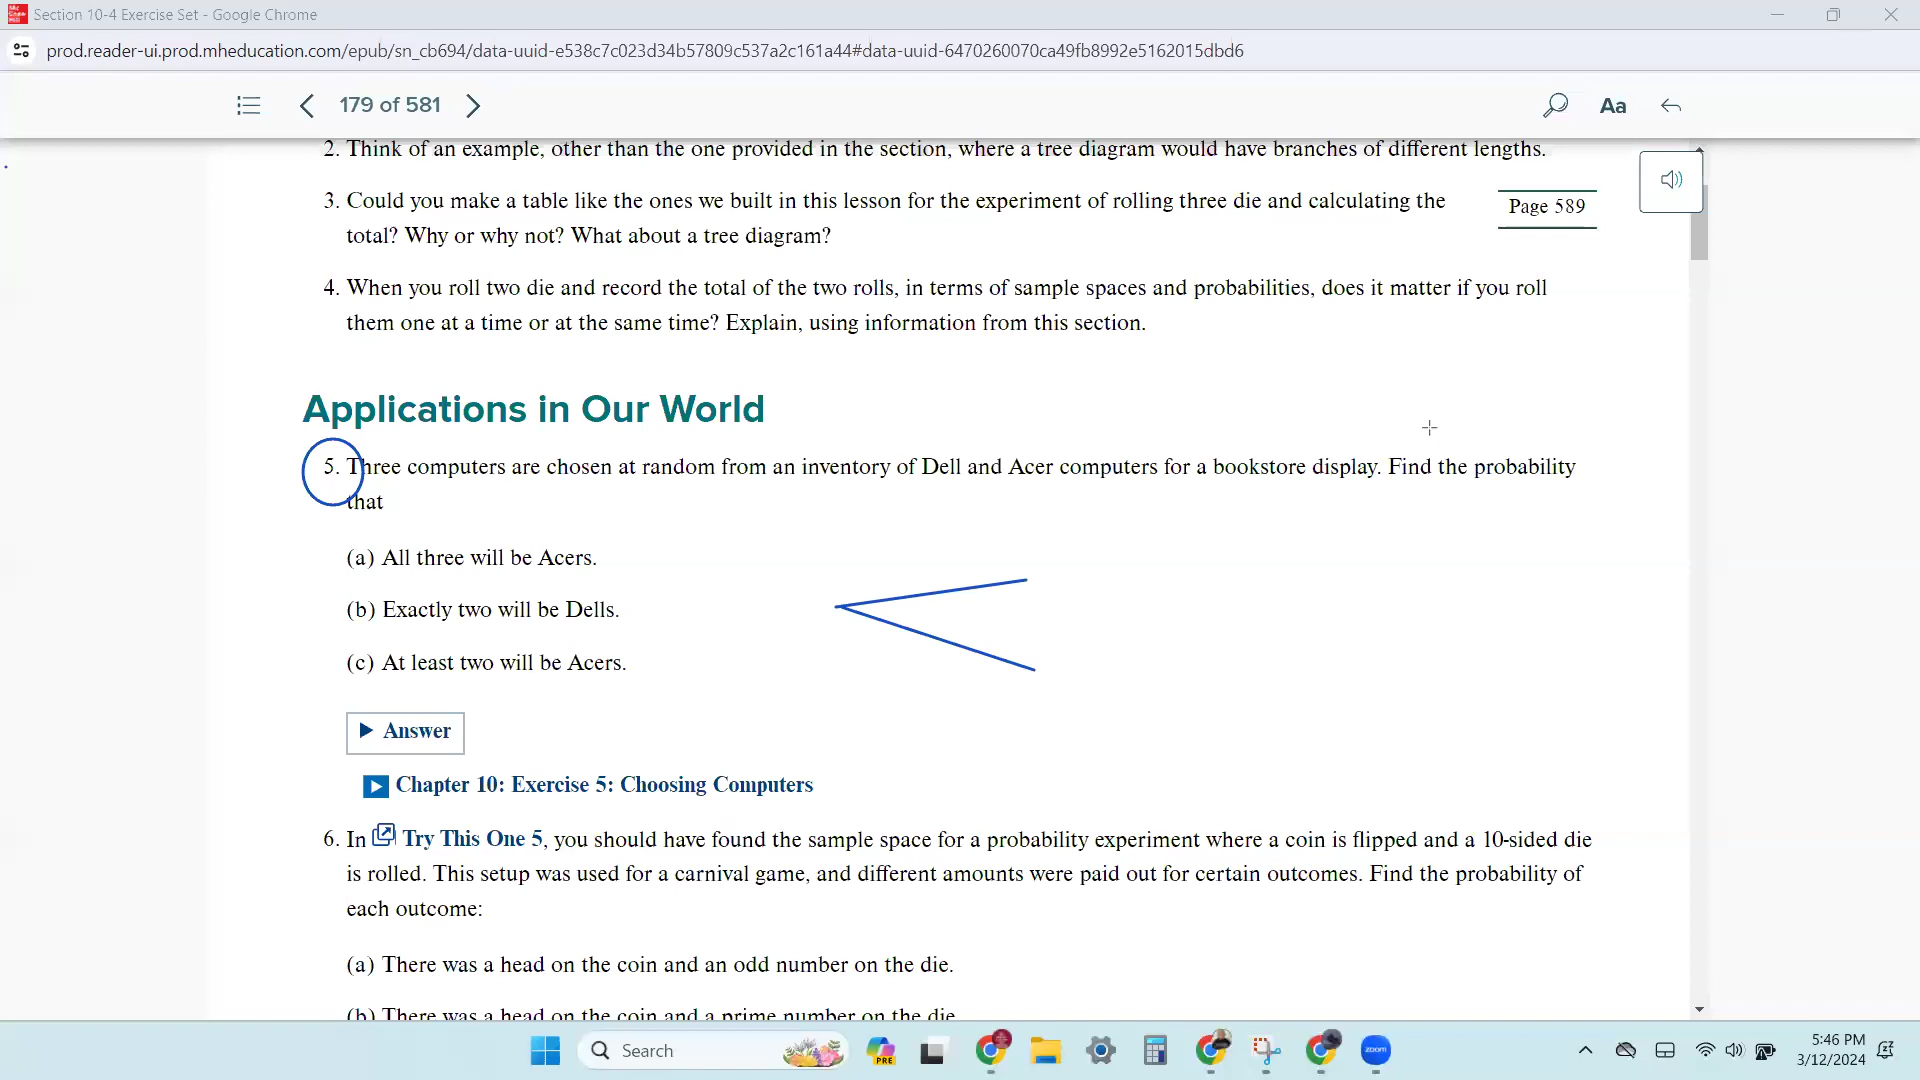 Section 10-4 Exercise Set - Google Chrome
prod.reader-ui.prod.mheducation.com/epub/sn_cb694/data-uuid-e538c7c023d34b57809c537a2c161a44#data-uuid-6470260070ca49fb8992e5162015dbd6
179 of 581
Aa
2. Think of an example, other than the one provided in the section, where a tree diagram would have branches of different lengths.
3. Could you make a table like the ones we built in this lesson for the experiment of rolling three die and calculating the
total? Why or why not? What about a tree diagram?
Page 589
4. When you roll two die and record the total of the two rolls, in terms of sample spaces and probabilities, does it matter if you roll
them one at a time or at the same time? Explain, using information from this section.
Applications in Our World
5. Three computers are chosen at random from an inventory of Dell and Acer computers for a bookstore display. Find the probability
that
(a) All three will be Acers.
(b) Exactly two will be Dells.
(c) At least two will be Acers.
Answer
Chapter 10: Exercise 5: Choosing Computers
6. In Try This One 5, you should have found the sample space for a probability experiment where a coin is flipped and a 10-sided die
is rolled. This setup was used for a carnival game, and different amounts were paid out for certain outcomes. Find the probability of
each outcome:
(a) There was a head on the coin and an odd number on the die.
(b) There was a head on the coin and a prime number on the die
Search
PRE
zoom
5:46 PM
3/12/2024